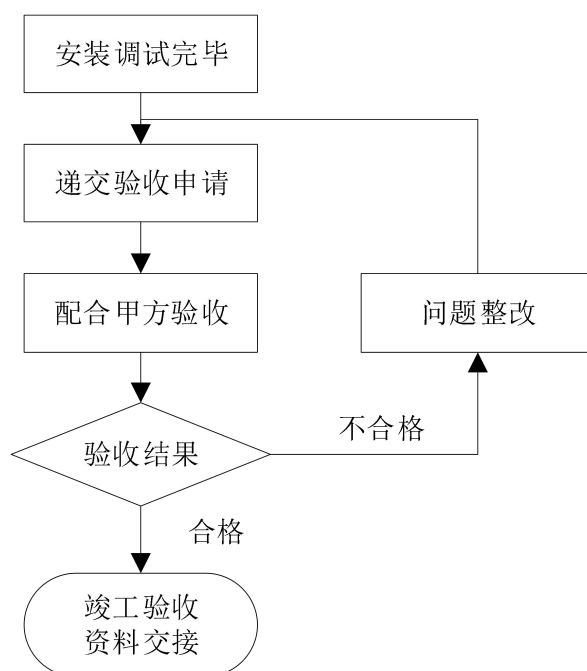 安装调试完毕
递交验收申请
配合甲方验收
问题整改
验收结果
不合格
合格
竣工验收
资料交接